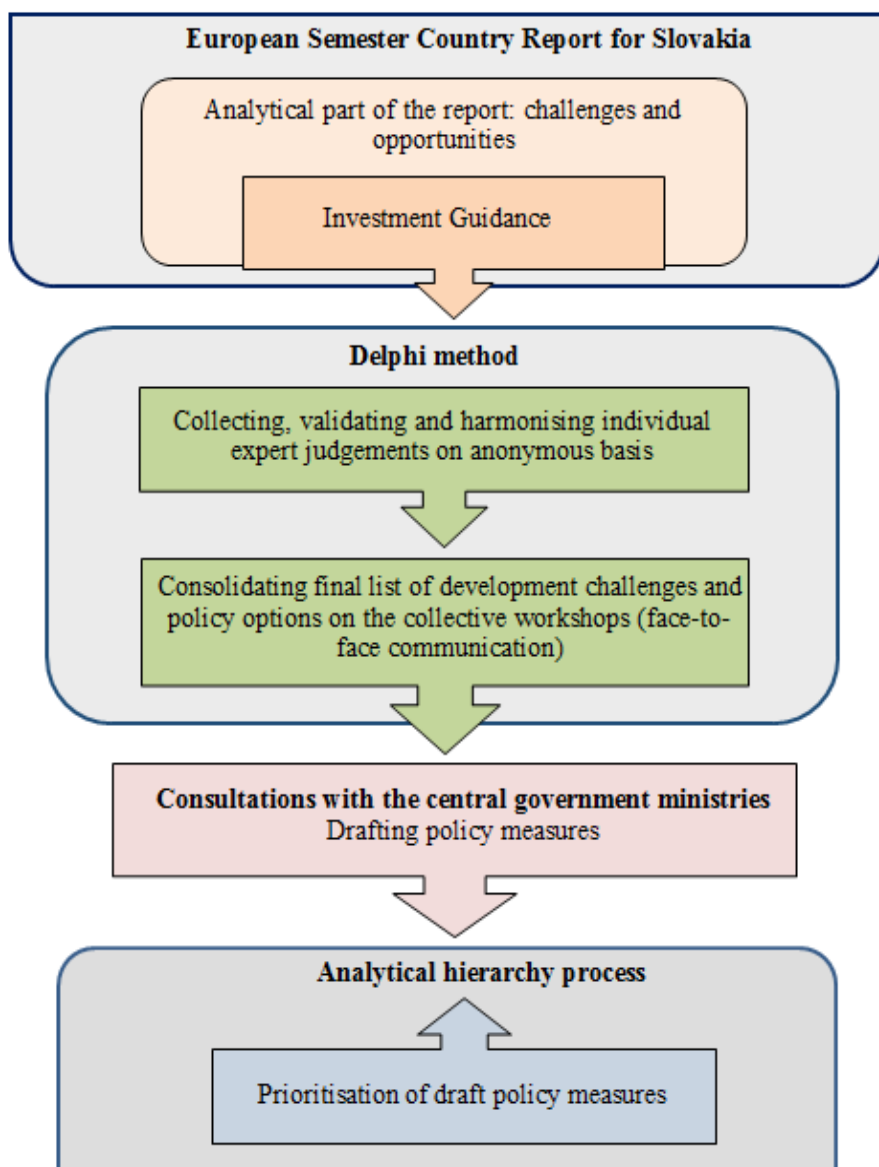 European Semester Country Report for Slovakia
Analytical part of the report: challenges and
opportunities
Investment Guidance
Delphi method
Collecting, validating and harmonising individual
expert judgements on anonymous basis
Consolidating final list of development challenges and
policy options on the collective workshops (face-to-
face communication)
Consultations with the central government ministries
Drafting policy measures
Analytical hierarchy process
Prioritisation of draft policy measures